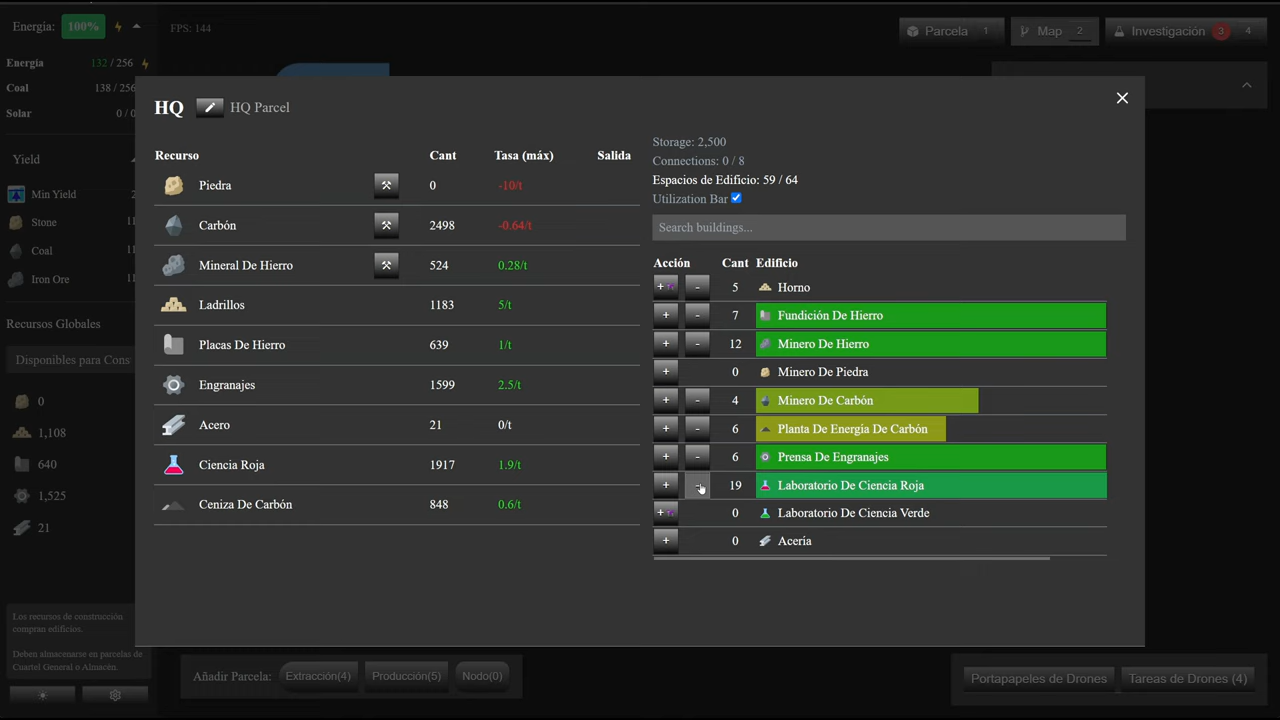 Energía: 100%
FPS: 144
Parcela 1
Map 2
Investigación 3 4
Energía 132 / 256
Coal 138 / 256
Solar 0 / 0
Yield
Min Yield
Stone
Coal
Iron Ore
Recursos Globales
Disponibles para Cons
0
1,108
640
1,495
21
Los recursos de construcción
compran edificios.
Deben almacenarse en parcelas de
Cuartel General o Almacén.
HQ HQ Parcel
Recurso Cant Tasa (máx) Salida
Piedra 0 -10/t
Carbón 2498 -0.64/t
Mineral De Hierro 524 0.28/t
Ladrillos 1183 5/t
Placas De Hierro 639 1/t
Engranajes 1599 2.5/t
Acero 21 0/t
Ciencia Roja 1917 1.9/t
Ceniza De Carbón 848 0.6/t
Storage: 2,500
Connections: 0 / 8
Espacios de Edificio: 59 / 64
Utilization Bar
Search buildings...
Acción Cant Edificio
+ - 5 Horno
+ - 7 Fundición De Hierro
+ - 12 Minero De Hierro
+ 0 Minero De Piedra
+ - 4 Minero De Carbón
+ - 6 Planta De Energía De Carbón
+ - 6 Prensa De Engranajes
+ - 19 Laboratorio De Ciencia Roja
+ 0 Laboratorio De Ciencia Verde
+ 0 Acería
Añadir Parcela: Extracción(4) Producción(5) Nodo(0)
Portapapeles de Drones Tareas de Drones (4)